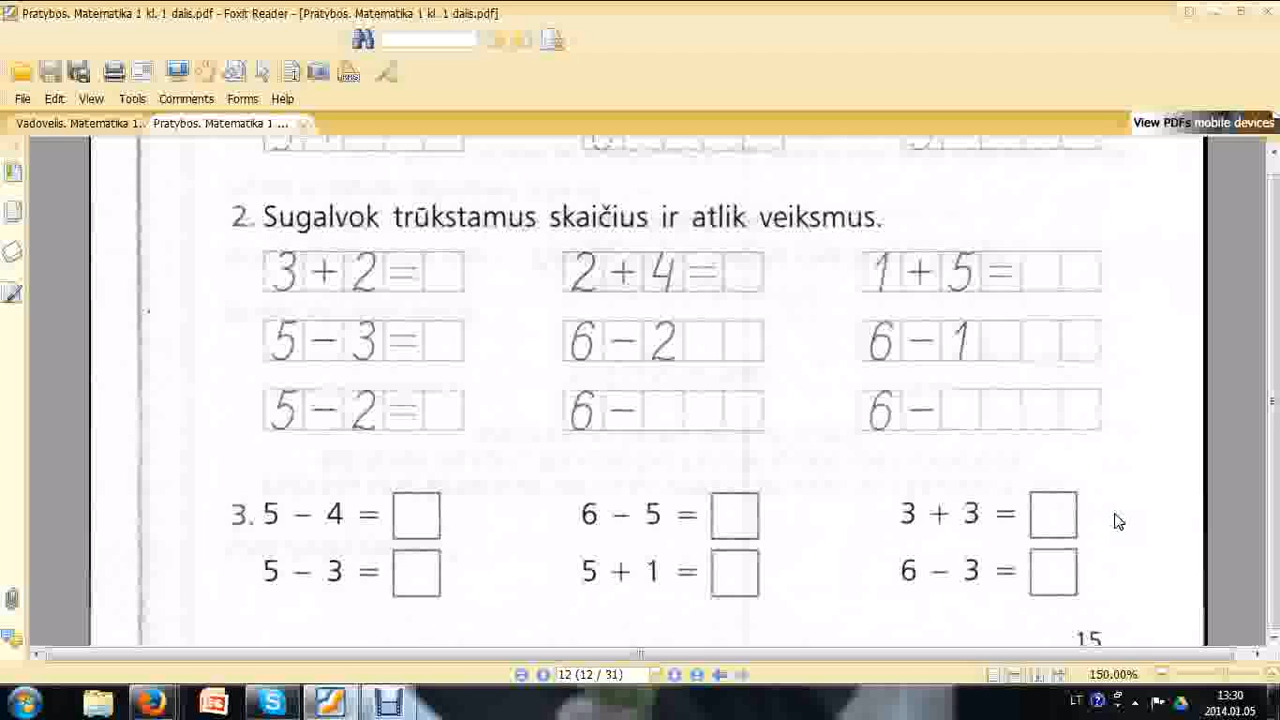 Pratybos. Matematika 1 kl. 1 dalis.pdf - Foxit Reader - [Pratybos. Matematika 1 kl. 1 dalis.pdf]
File Edit View Tools Comments Forms Help
Vadovelis. Matematika 1. Pratybos. Matematika 1 ... View PDFs mobile devices
2. Sugalvok trūkstamus skaičius ir atlik veiksmus.
3 + 2 = 2 + 4 = 1 + 5 =
5 - 3 = 6 - 2 6 - 1
5 - 2 = 6 - 6 -
3. 5 - 4 = 6 - 5 = 3 + 3 =
5 - 3 = 5 + 1 = 6 - 3 =
15
12 (12 / 31) 150.00%
LT 13:30
2014.01.05